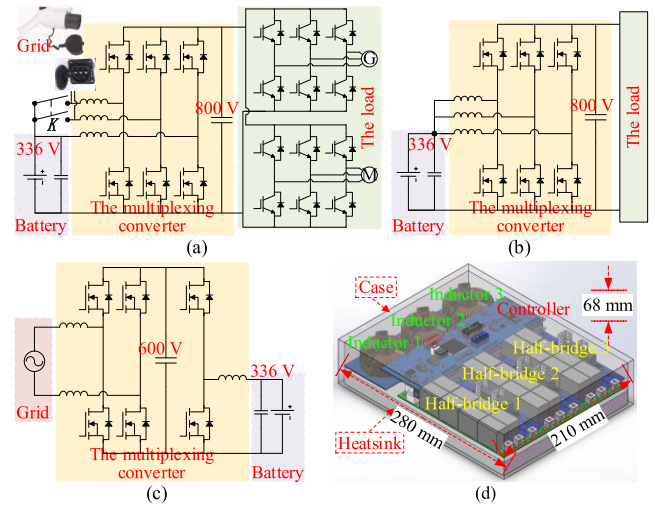 (a)
Grid
K
336 V
800 V
G
M
The load
Battery
The multiplexing
converter
(a)
336 V
800 V
The load
Battery
The multiplexing
converter
(b)
600 V
336 V
Grid
The multiplexing
converter
Battery
(c)
Case
Inductor 3
Inductor 2
Inductor 1
Controller
68 mm
Half-bridge 3
Half-bridge 2
Half-bridge 1
280 mm
Heatsink
210 mm
(d)